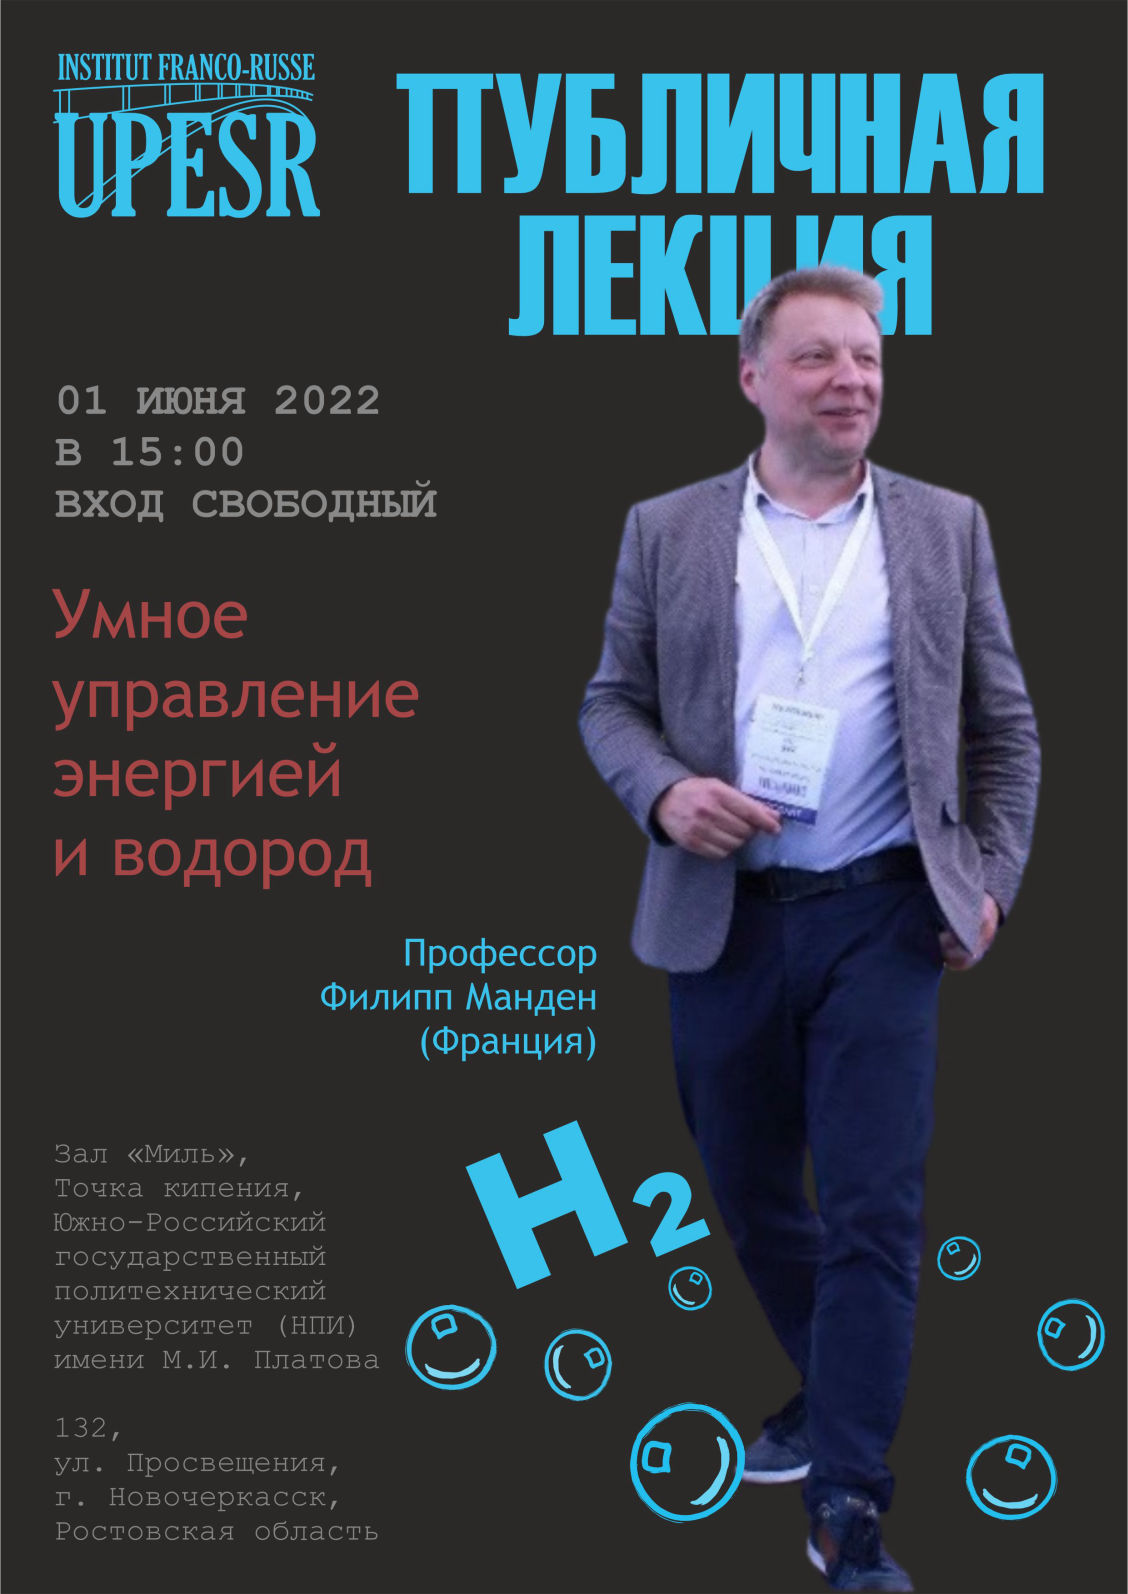 INSTITUT FRANCO-RUSSE
UPESR
ПУБЛИЧНАЯ
ЛЕКЦИЯ
01 ИЮНЯ 2022
В 15:00
ВХОД СВОБОДНЫЙ
Умное
управление
энергией
и водород
Профессор
Филипп Манден
(Франция)
H2
Зал «Миль»,
Точка кипения,
Южно-Российский
государственный
политехнический
университет (НПИ)
имени М.И. Платова
132,
ул. Просвещения,
г. Новочеркасск,
Ростовская область